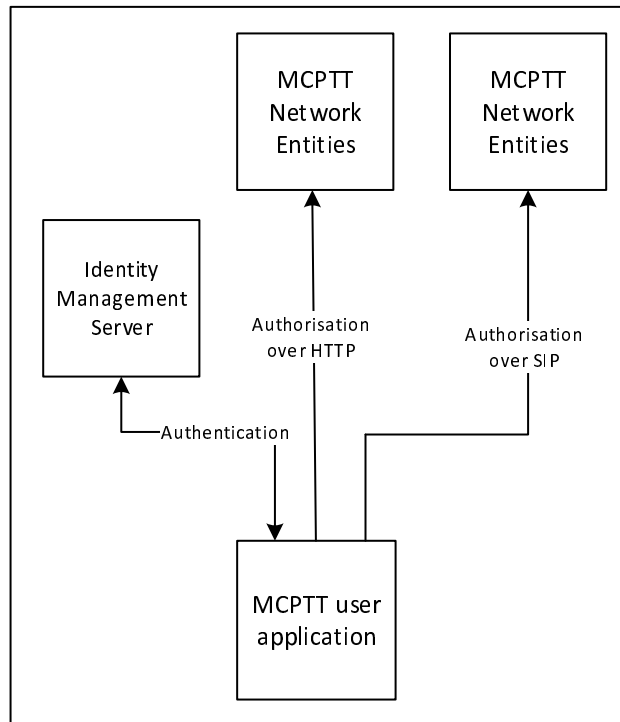 MCPTT
Network
Entities
MCPTT
Network
Entities
Identity
Management
Server
Authorisation
over HTTP
Authorisation
over SIP
Authentication
MCPTT user
application